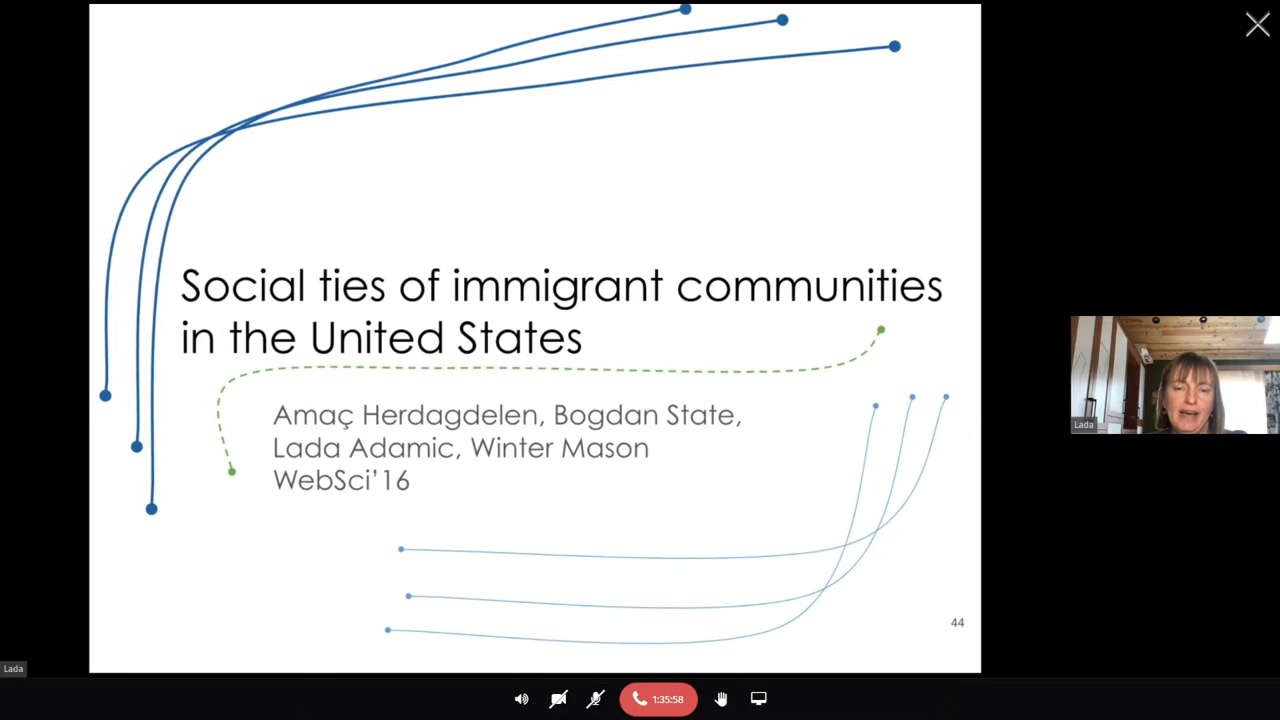 Social ties of immigrant communities
in the United States
Amaç Herdagdelen, Bogdan State,
Lada Adamic, Winter Mason
WebSci’16
44
Lada
Lada
1:35:58